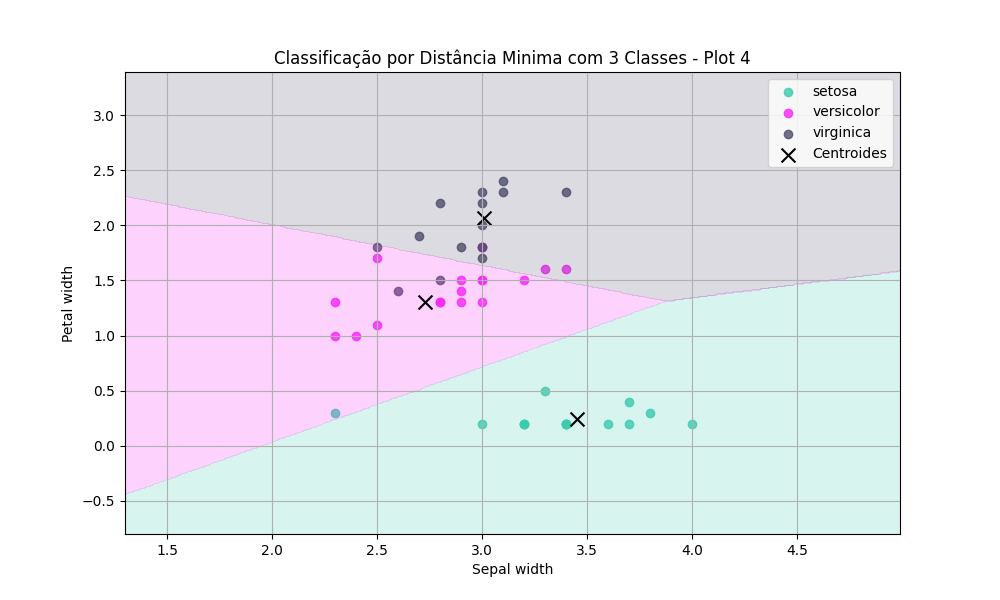 Classificação por Distância Minima com 3 Classes - Plot 4
setosa
versicolor
virginica
Centroides
Petal width
3.0
2.5
2.0
1.5
1.0
0.5
0.0
−0.5
1.5
2.0
2.5
3.0
3.5
4.0
4.5
Sepal width